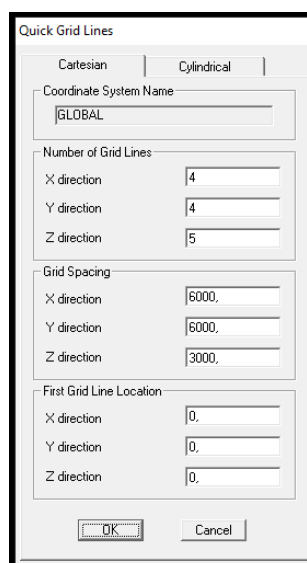 Quick Grid Lines
Cartesian
Cylindrical
Coordinate System Name
GLOBAL
Number of Grid Lines
X direction 4
Y direction 4
Z direction 5
Grid Spacing
X direction 6000,
Y direction 6000,
Z direction 3000,
First Grid Line Location
X direction 0,
Y direction 0,
Z direction 0,
OK
Cancel